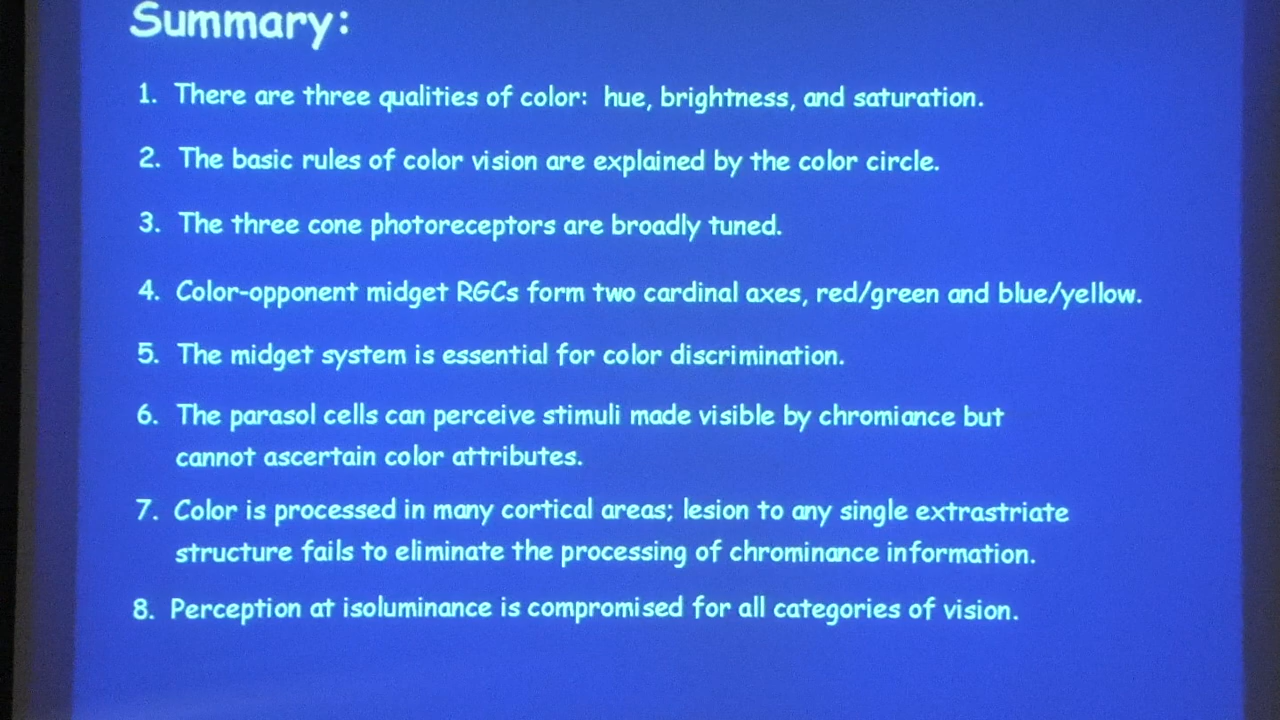 Summary:
1. There are three qualities of color: hue, brightness, and saturation.
2. The basic rules of color vision are explained by the color circle.
3. The three cone photoreceptors are broadly tuned.
4. Color-opponent midget RGCs form two cardinal axes, red/green and blue/yellow.
5. The midget system is essential for color discrimination.
6. The parasol cells can perceive stimuli made visible by chromiance but
cannot ascertain color attributes.
7. Color is processed in many cortical areas; lesion to any single extrastriate
structure fails to eliminate the processing of chrominance information.
8. Perception at isoluminance is compromised for all categories of vision.